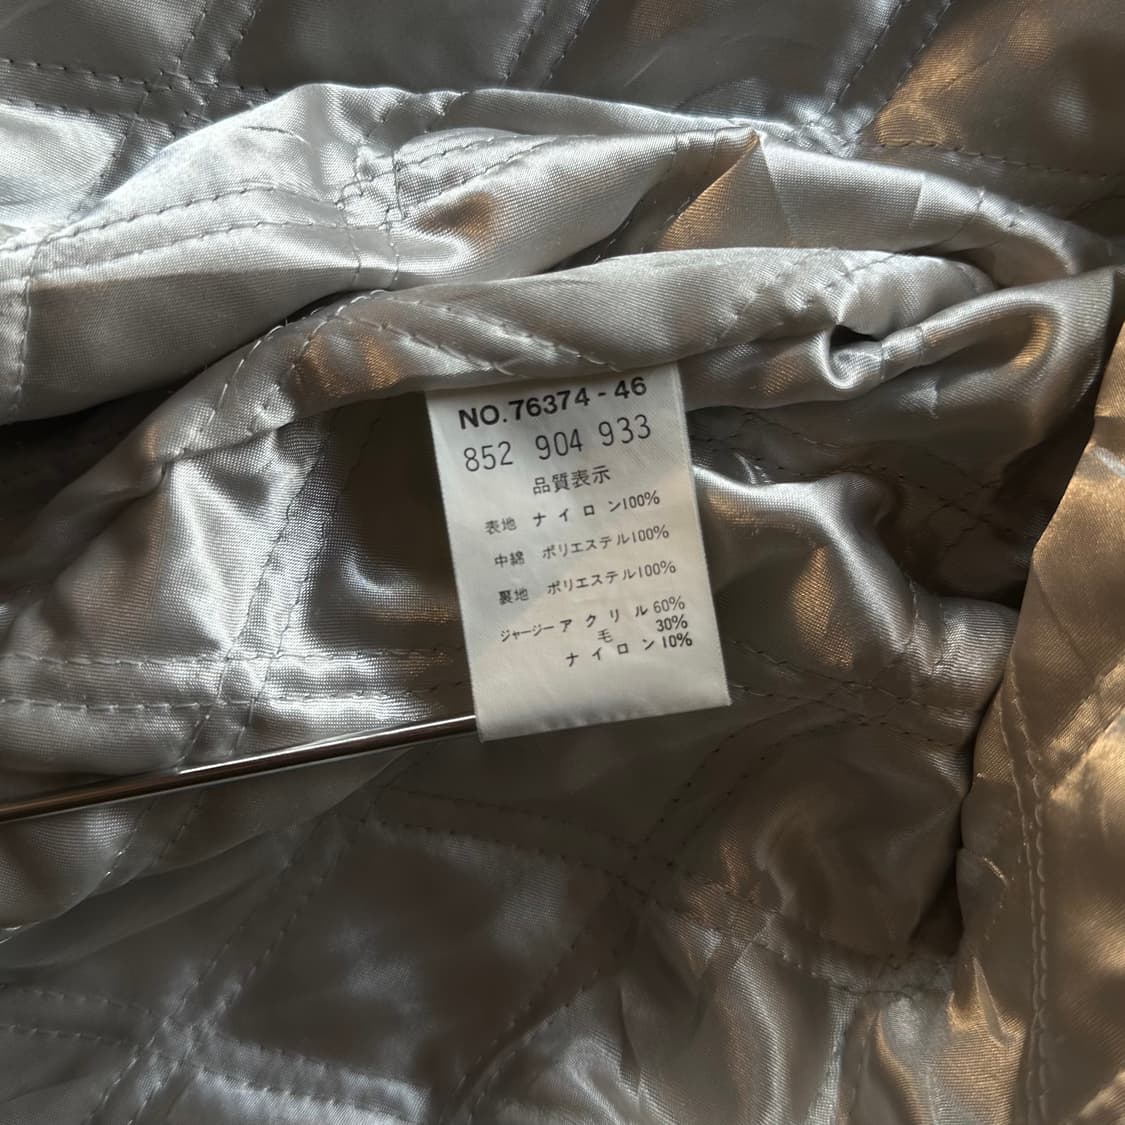 NO.76374-46
852 904 933
品質表示
表地 ナイロン100%
中綿 ポリエステル100%
裏地 ポリエステル100%
ジャージー アクリル 60%
毛 30%
ナイロン 10%